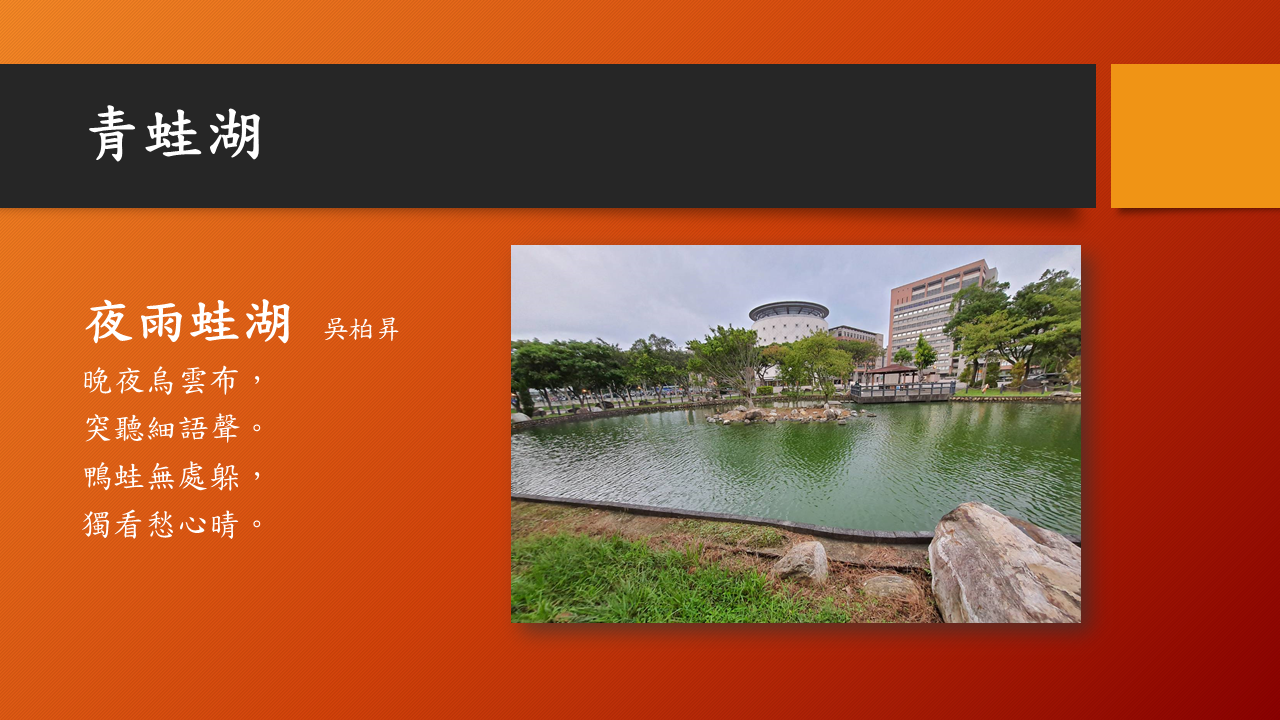 青蛙湖
夜雨蛙湖 吳柏昇
晚夜烏雲布，
突聽細語聲。
鴨蛙無處躲，
獨看愁心晴。